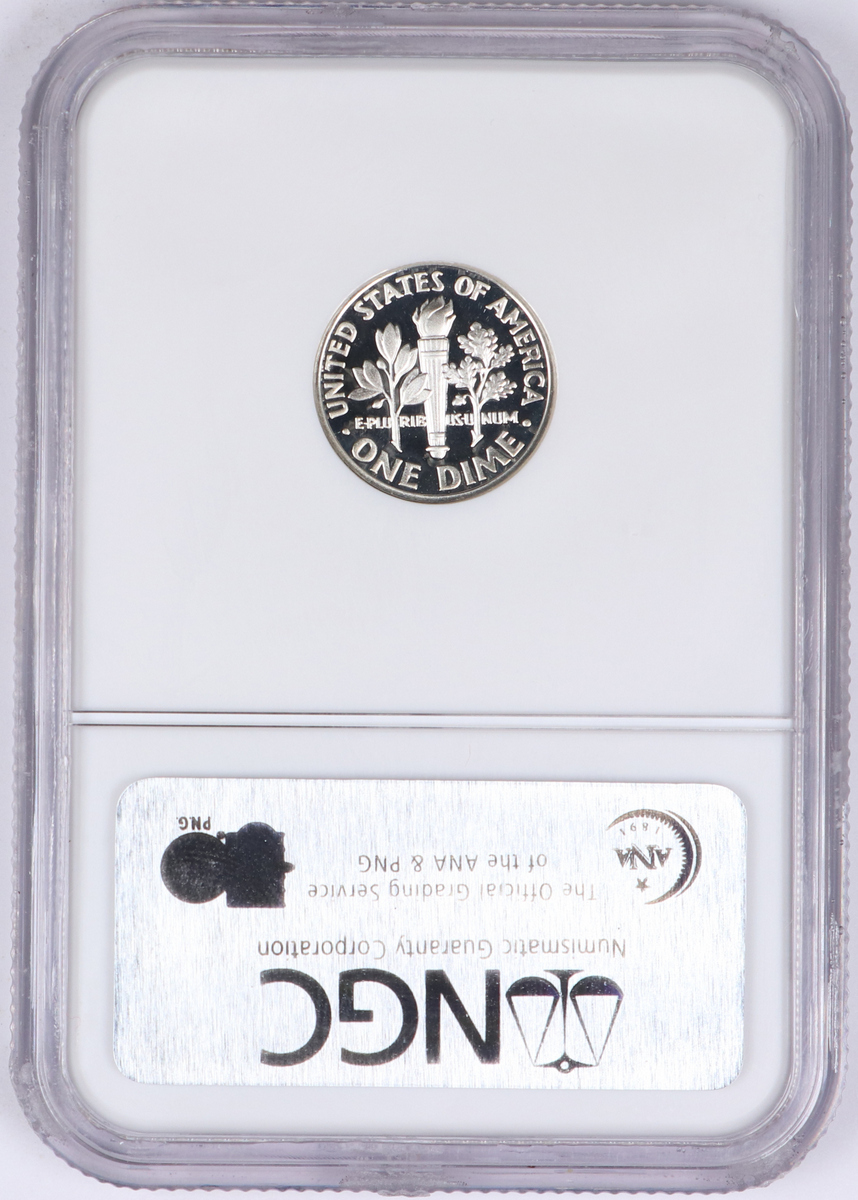 UNITED STATES OF AMERICA
E·PLURIBUS·UNUM
· ONE DIME ·
NGC
Numismatic Guaranty Corporation
The Official Grading Service
of the ANA & PNG
ANA
1891
PNG